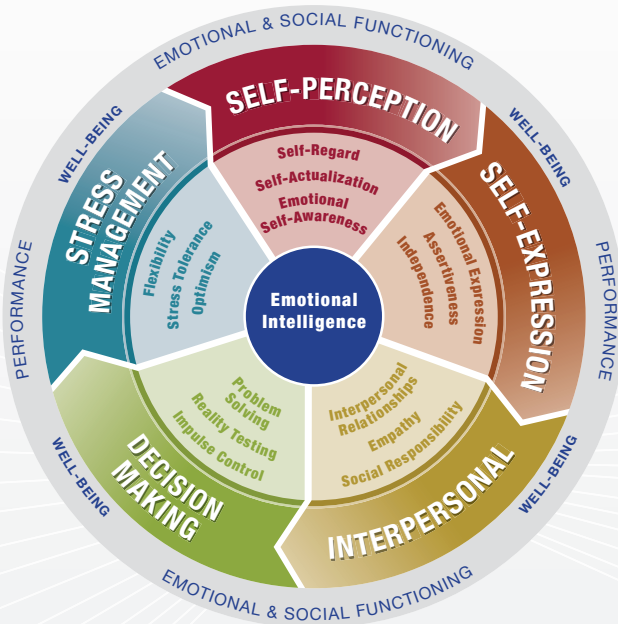 EMOTIONAL & SOCIAL FUNCTIONING
WELL-BEING
WELL-BEING
PERFORMANCE
PERFORMANCE
WELL-BEING
WELL-BEING
EMOTIONAL & SOCIAL FUNCTIONING
SELF-PERCEPTION
Self-Regard
Self-Actualization
Emotional
Self-Awareness
SELF-EXPRESSION
Emotional Expression
Assertiveness
Independence
INTERPERSONAL
Interpersonal
Relationships
Empathy
Social Responsibility
DECISION
MAKING
Problem
Solving
Reality Testing
Impulse Control
STRESS
MANAGEMENT
Flexibility
Stress Tolerance
Optimism
Emotional
Intelligence